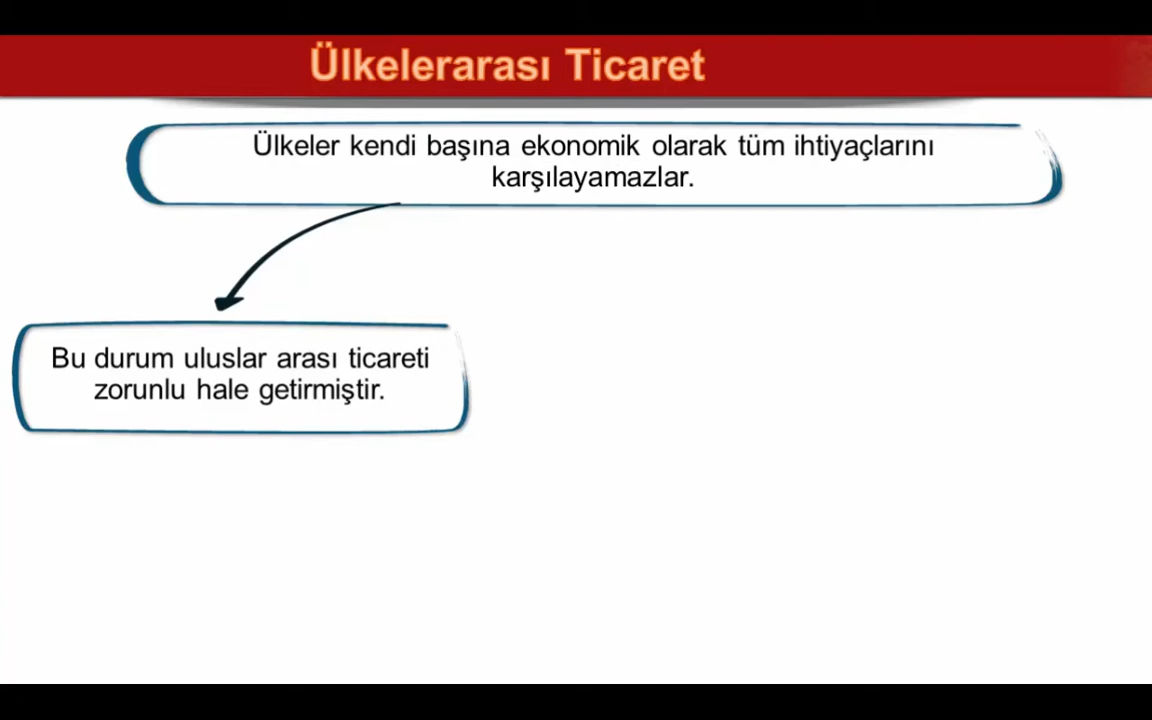 Ülkelerarası Ticaret
Ülkeler kendi başına ekonomik olarak tüm ihtiyaçlarını
karşılayamazlar.
Bu durum uluslar arası ticareti
zorunlu hale getirmiştir.